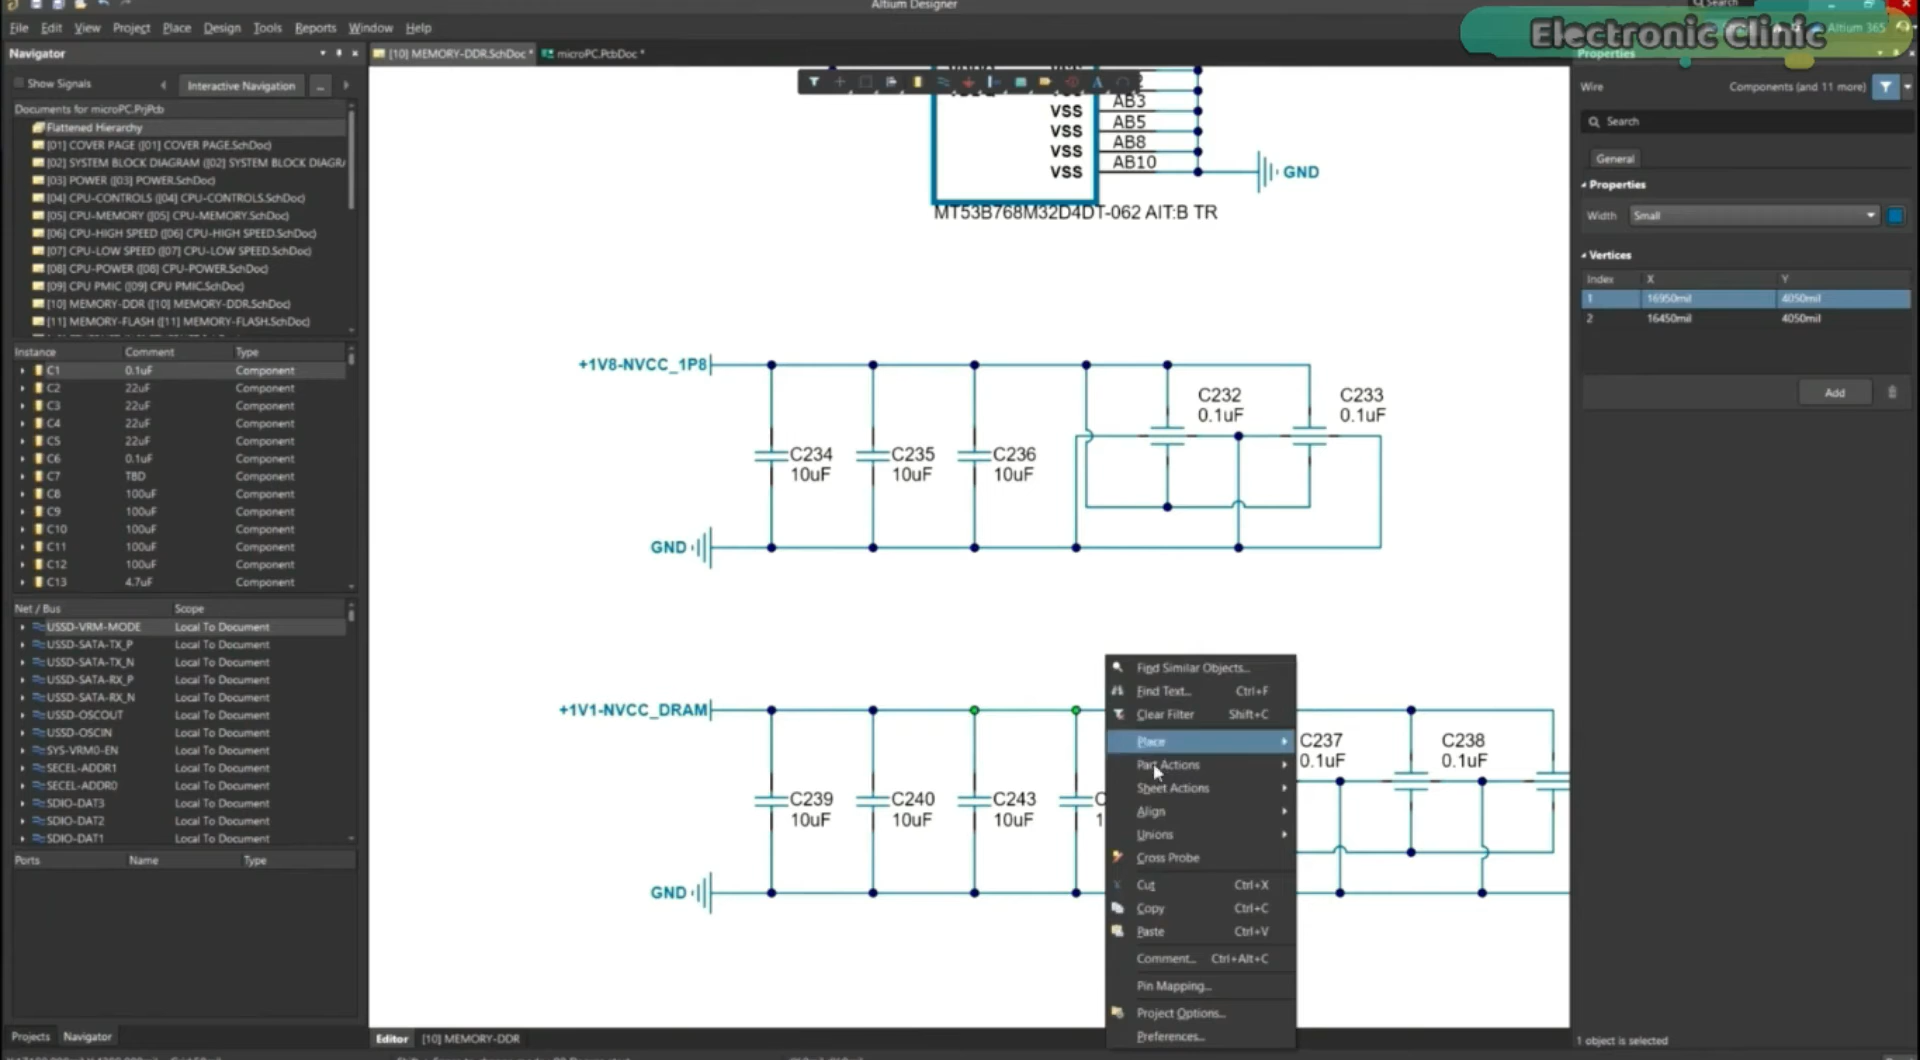 Altium Designer
Search
File Edit View Project Place Design Tools Reports Window Help
Electronic Clinic
Altium 365
Navigator
[10] MEMORY-DDR.SchDoc *
microPC.PcbDoc *
Properties
Show Signals
Interactive Navigation
...
Wire
Components (and 11 more)
Documents for microPC.PrjPcb
Flattened Hierarchy
[01] COVER PAGE ([01] COVER PAGE.SchDoc)
[02] SYSTEM BLOCK DIAGRAM ([02] SYSTEM BLOCK DIAGRA
[03] POWER ([03] POWER.SchDoc)
[04] CPU-CONTROLS ([04] CPU-CONTROLS.SchDoc)
[05] CPU-MEMORY ([05] CPU-MEMORY.SchDoc)
[06] CPU-HIGH SPEED ([06] CPU-HIGH SPEED.SchDoc)
[07] CPU-LOW SPEED ([07] CPU-LOW SPEED.SchDoc)
[08] CPU-POWER ([08] CPU-POWER.SchDoc)
[09] CPU PMIC ([09] CPU PMIC.SchDoc)
[10] MEMORY-DDR ([10] MEMORY-DDR.SchDoc)
[11] MEMORY-FLASH ([11] MEMORY-FLASH.SchDoc)
Instance Comment Type
C1 0.1uF Component
C2 22uF Component
C3 22uF Component
C4 22uF Component
C5 22uF Component
C6 0.1uF Component
C7 TBD Component
C8 100uF Component
C9 100uF Component
C10 100uF Component
C11 100uF Component
C12 100uF Component
C13 4.7uF Component
Net / Bus Scope
USSD-VRM-MODE Local To Document
USSD-SATA-TX_P Local To Document
USSD-SATA-TX_N Local To Document
USSD-SATA-RX_P Local To Document
USSD-SATA-RX_N Local To Document
USSD-OSCOUT Local To Document
USSD-OSCIN Local To Document
SYS-VRM0-EN Local To Document
SECEL-ADDR1 Local To Document
SECEL-ADDR0 Local To Document
SDIO-DAT3 Local To Document
SDIO-DAT2 Local To Document
SDIO-DAT1 Local To Document
Ports Name Type
Projects Navigator
VSS AB3
VSS AB5
VSS AB8
VSS AB10
GND
MT53B768M32D4DT-062 AIT:B TR
+1V8-NVCC_1P8
C232
0.1uF
C233
0.1uF
C234
10uF
C235
10uF
C236
10uF
GND
+1V1-NVCC_DRAM
C239
10uF
C240
10uF
C243
10uF
C237
0.1uF
C238
0.1uF
GND
Find Similar Objects...
Find Text... Ctrl+F
Clear Filter Shift+C
Place
Part Actions
Sheet Actions
Align
Unions
Cross Probe
Cut Ctrl+X
Copy Ctrl+C
Paste Ctrl+V
Comment... Ctrl+Alt+C
Pin Mapping...
Project Options...
Preferences...
Editor [10] MEMORY-DDR
Search
General
Properties
Width Small
Vertices
Index X Y
1 16950mil 4050mil
2 16450mil 4050mil
Add
1 object is selected